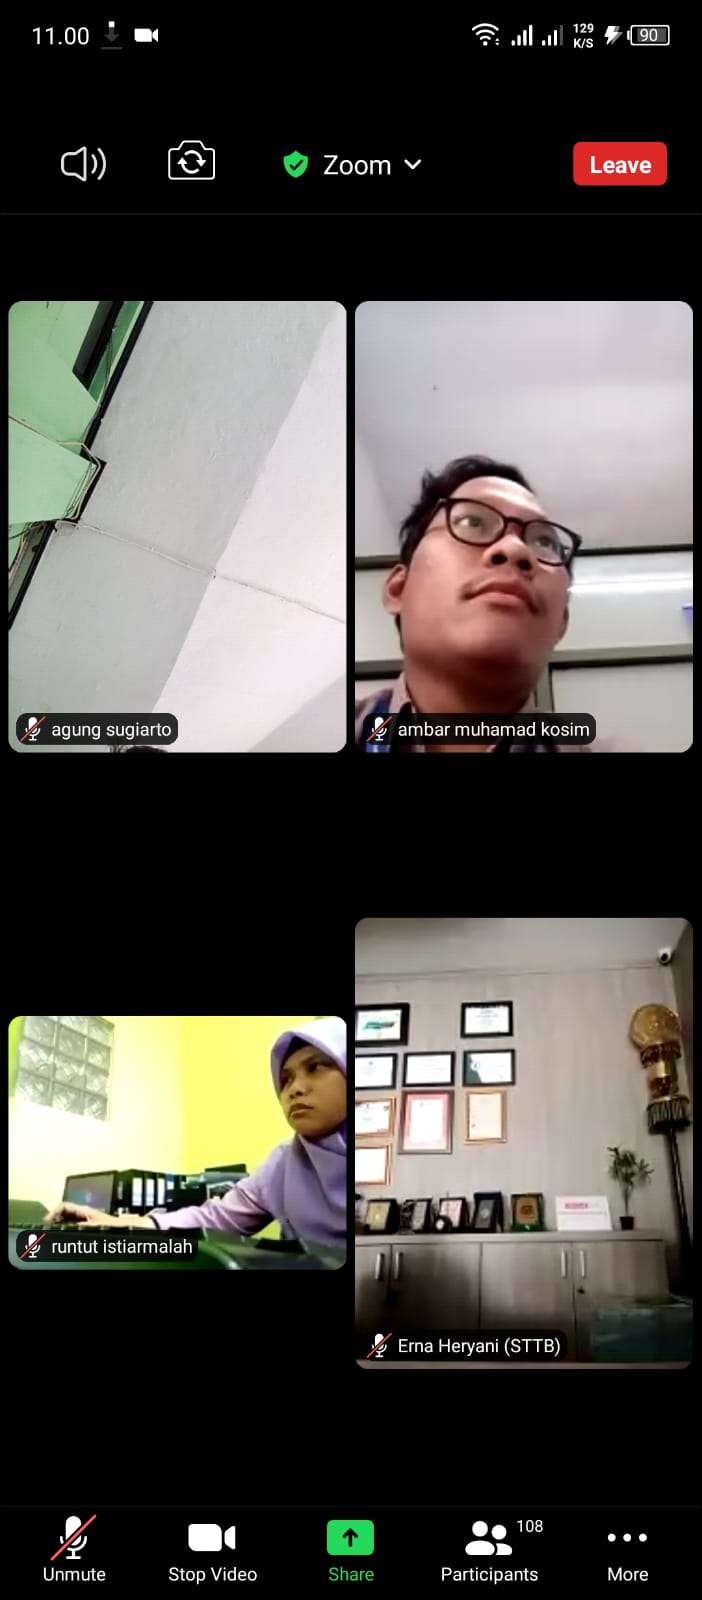 11.00
129
K/S
90
Zoom
Leave
agung sugiarto
ambar muhamad kosim
runtut istiarmalah
Erna Heryani (STTB)
Unmute
Stop Video
Share
Participants
108
More